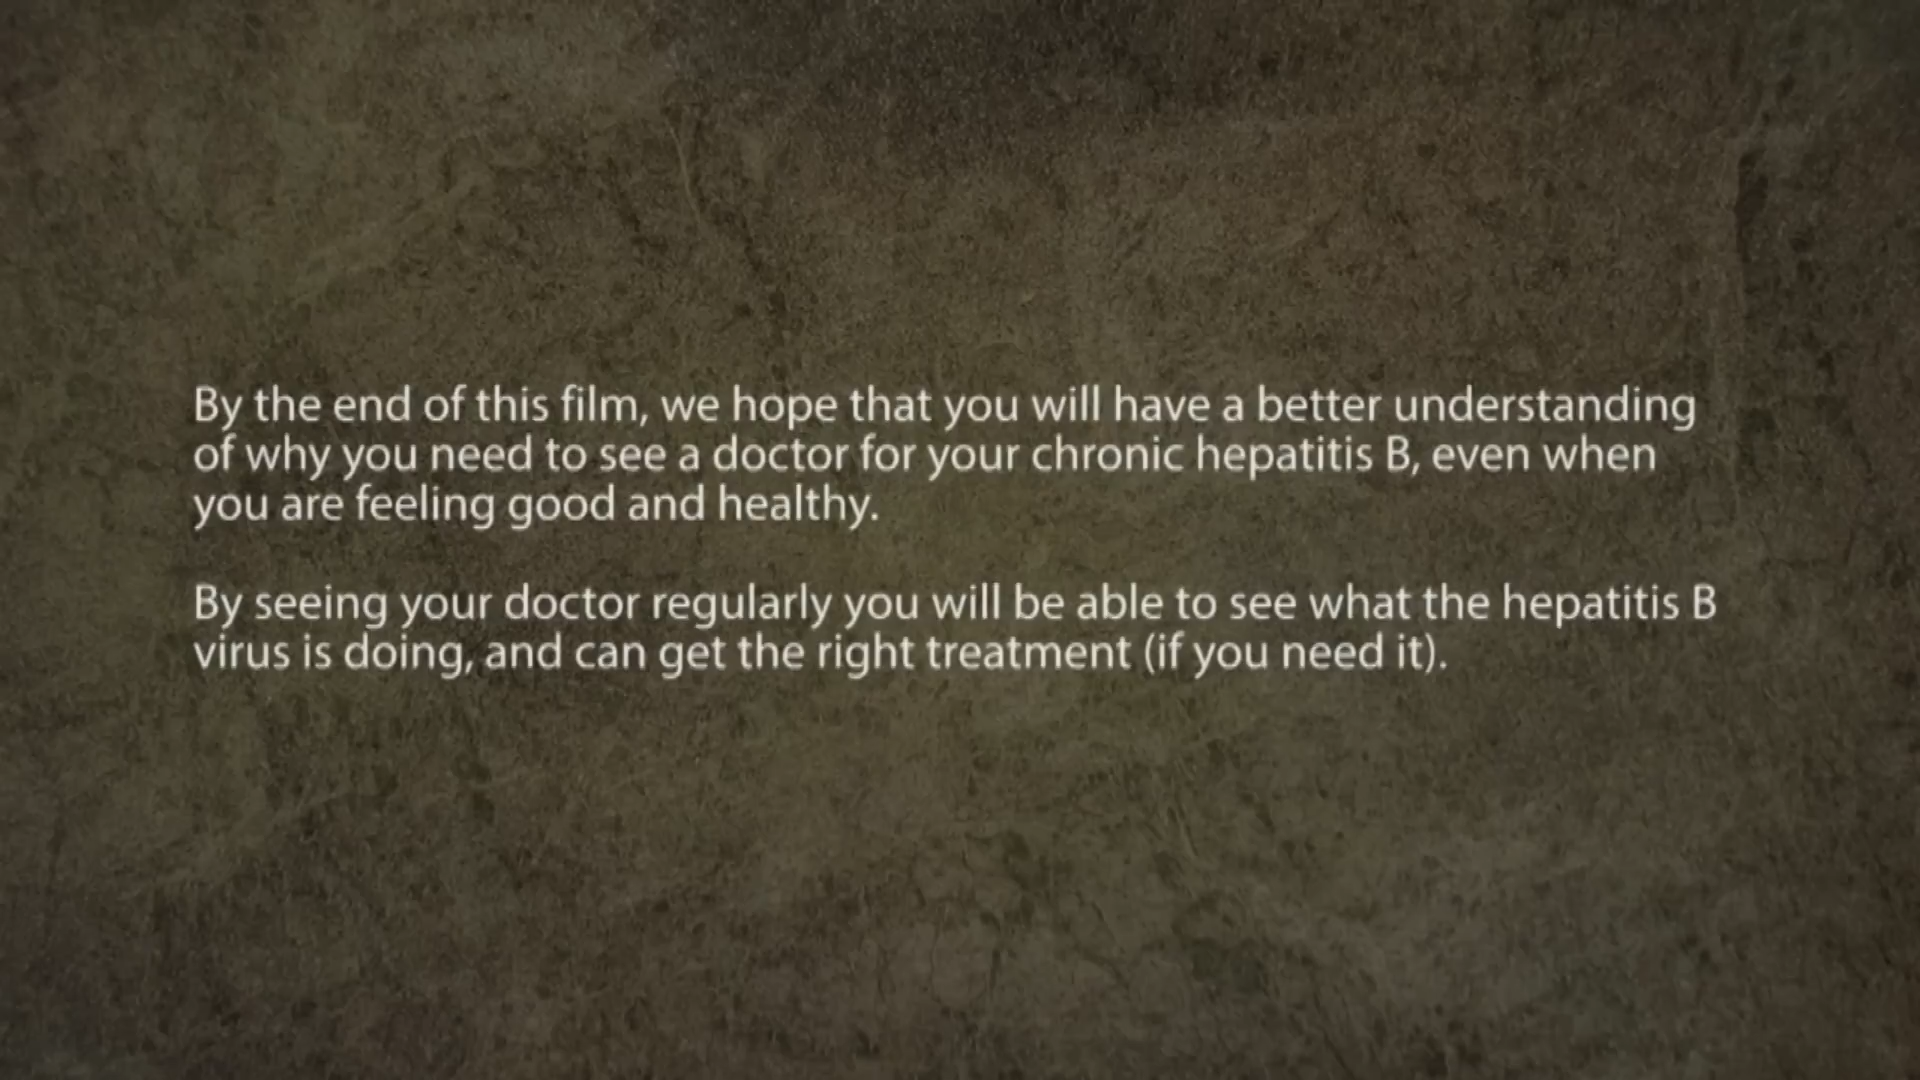 By the end of this film, we hope that you will have a better understanding
of why you need to see a doctor for your chronic hepatitis B, even when
you are feeling good and healthy.
By seeing your doctor regularly you will be able to see what the hepatitis B
virus is doing, and can get the right treatment (if you need it).